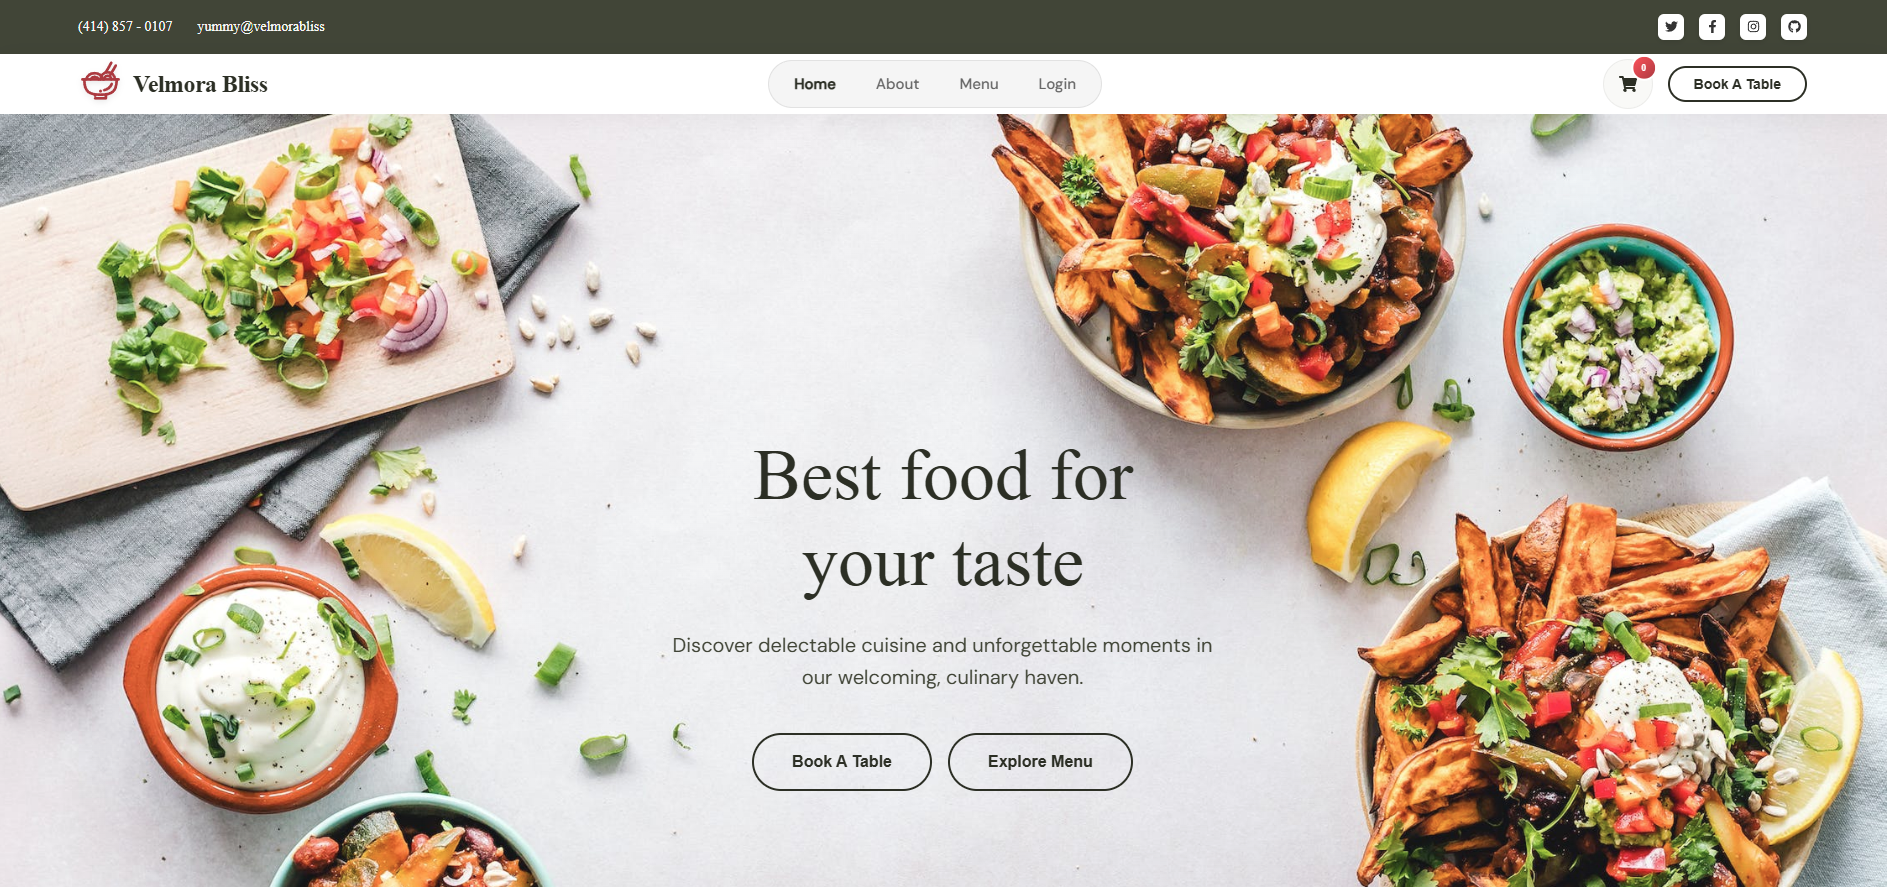 (414) 857 - 0107 yummy@velmorabliss
Velmora Bliss
Home About Menu Login
0
Book A Table
Best food for
your taste
Discover delectable cuisine and unforgettable moments in
our welcoming, culinary haven.
Book A Table Explore Menu